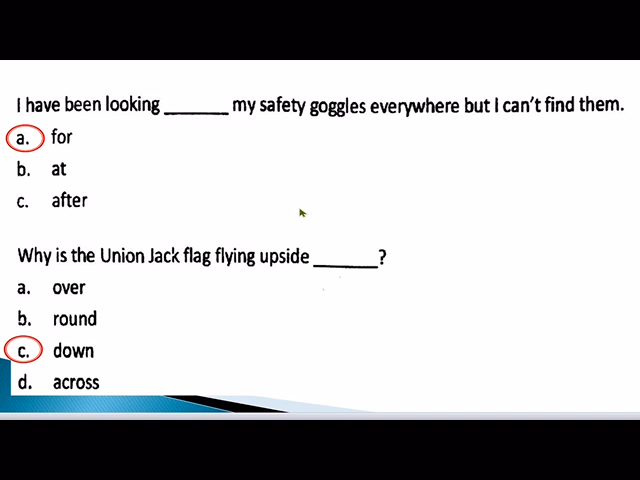 I have been looking _______ my safety goggles everywhere but I can't find them.
a. for
b. at
c. after
Why is the Union Jack flag flying upside _______?
a. over
b. round
c. down
d. across